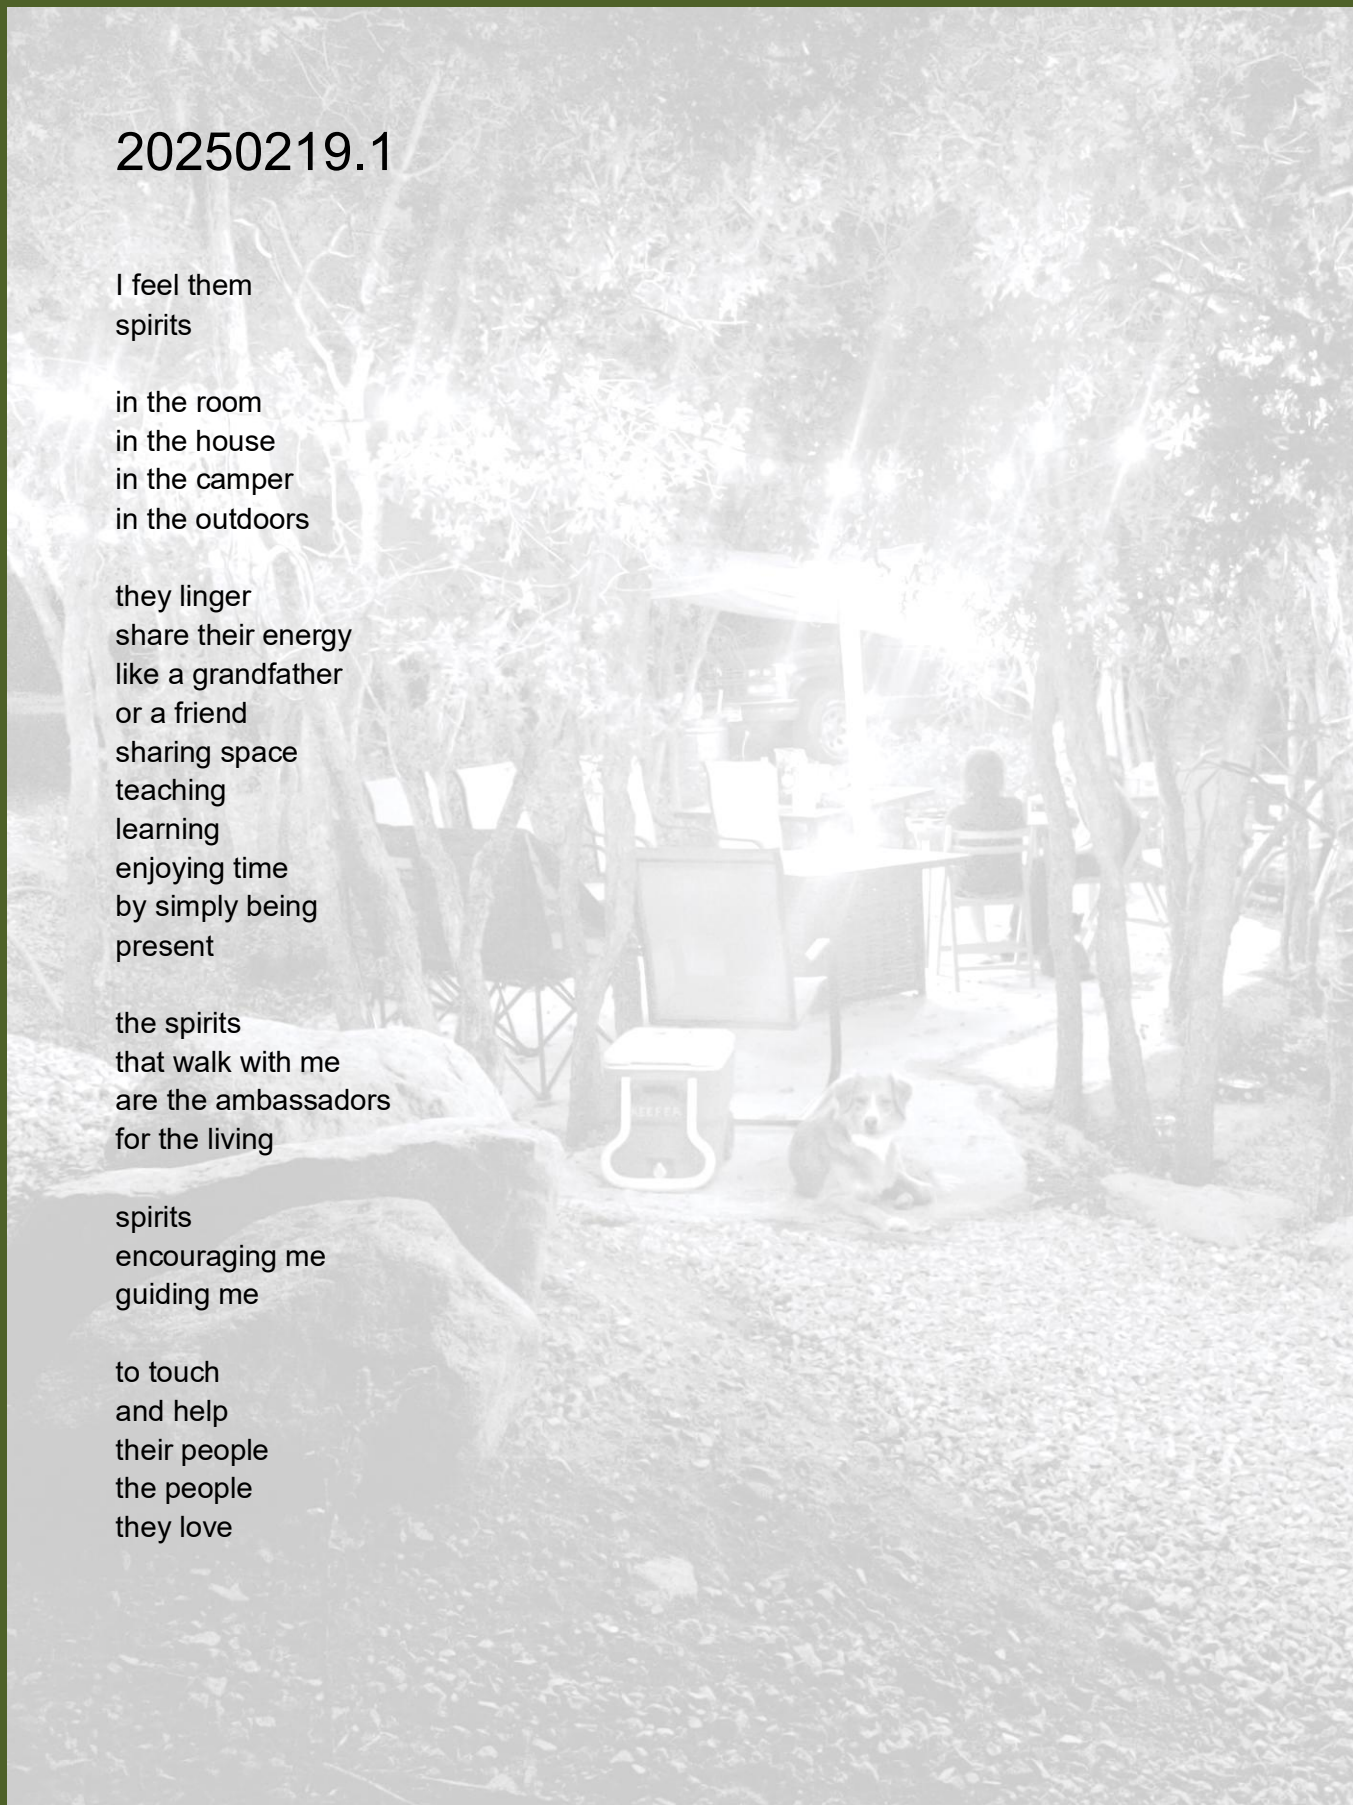 20250219.1
I feel them
spirits
in the room
in the house
in the camper
in the outdoors
they linger
share their energy
like a grandfather
or a friend
sharing space
teaching
learning
enjoying time
by simply being
present
the spirits
that walk with me
are the ambassadors
for the living
spirits
encouraging me
guiding me
to touch
and help
their people
the people
they love
REEFER